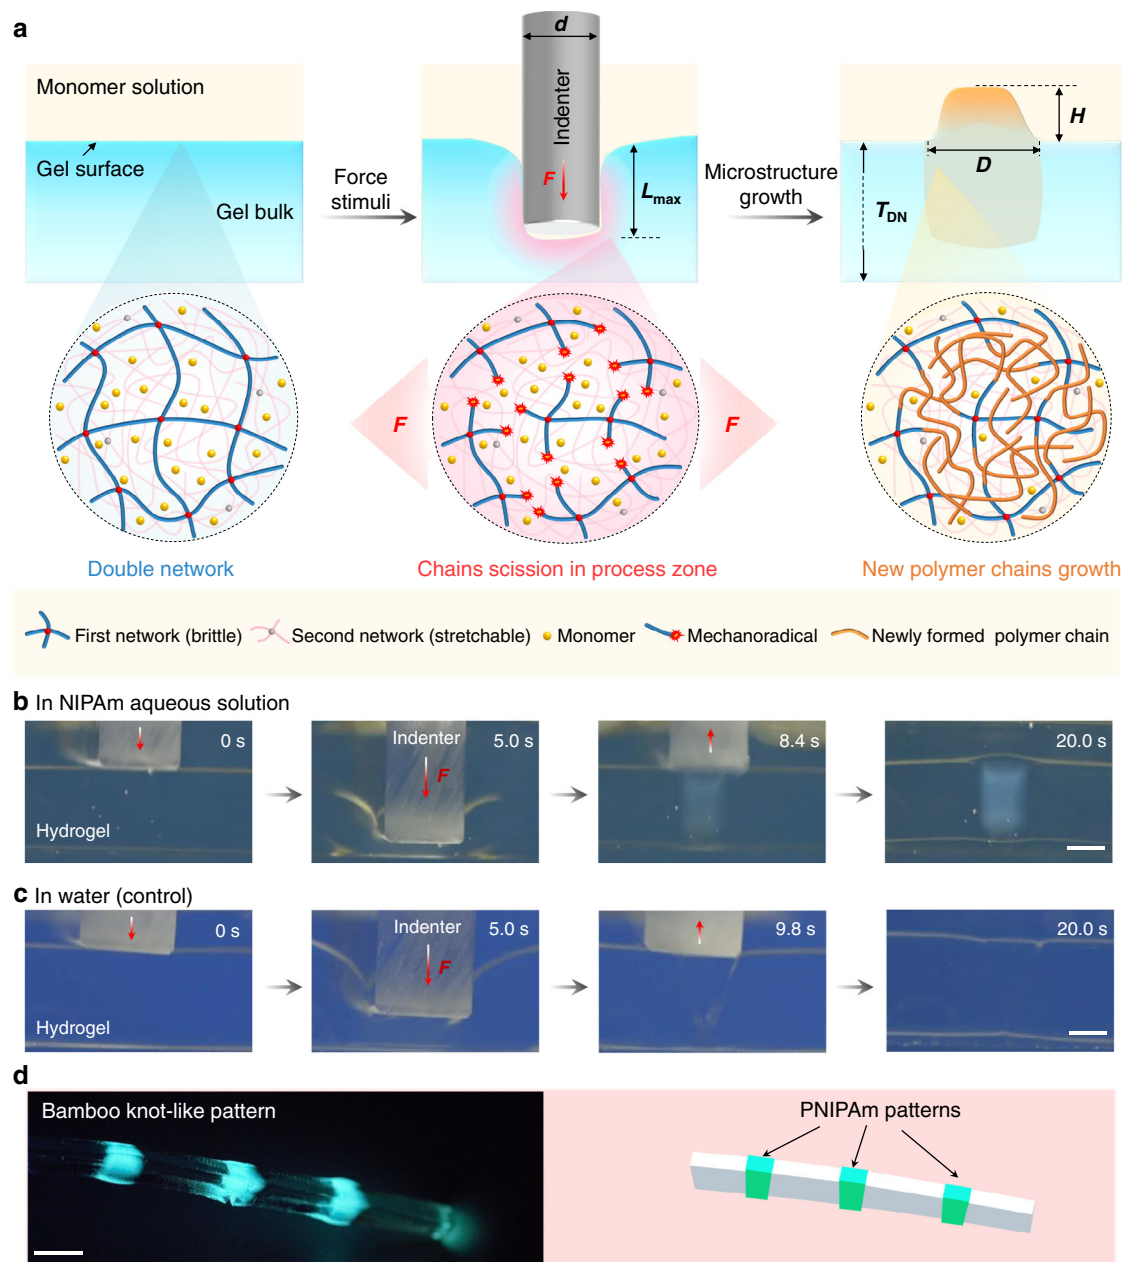 a
d
Monomer solution
Gel surface
Gel bulk
Force
stimuli
Indenter
F
Lmax
Microstructure
growth
H
D
TDN
F
F
Double network
Chains scission in process zone
New polymer chains growth
First network (brittle)
Second network (stretchable)
Monomer
Mechanoradical
Newly formed polymer chain
b In NIPAm aqueous solution
0 s
Hydrogel
Indenter
5.0 s
F
8.4 s
20.0 s
c In water (control)
0 s
Hydrogel
Indenter
5.0 s
F
9.8 s
20.0 s
d
Bamboo knot-like pattern
PNIPAm patterns